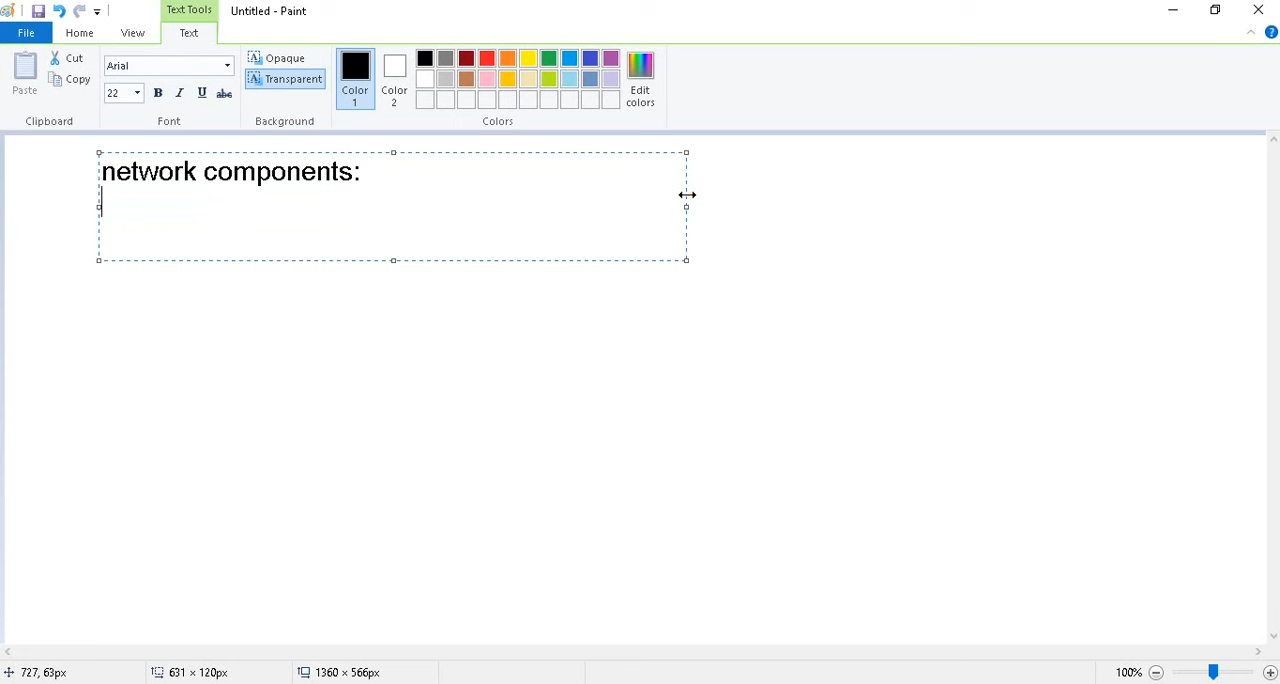 Text Tools
Untitled - Paint
File
Home
View
Text
Paste
Cut
Copy
Clipboard
Arial
22
B I U abc
Font
Opaque
Transparent
Background
Color 1
Color 2
Edit colors
Colors
network components:
727, 63px
631 × 120px
1360 × 566px
100%